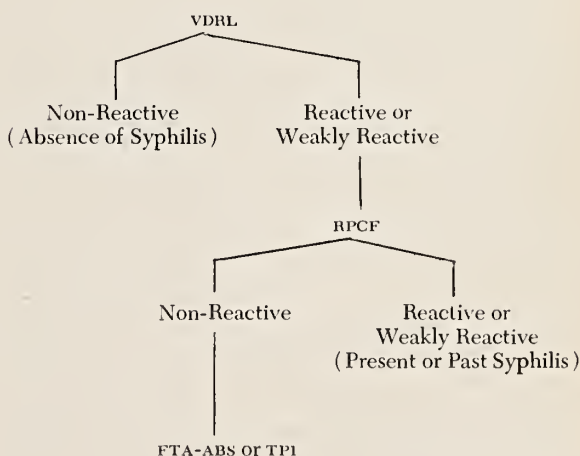 VDRL
Non-Reactive
(Absence of Syphilis)
Reactive or
Weakly Reactive
RPCF
Non-Reactive
Reactive or
Weakly Reactive
(Present or Past Syphilis)
FTA-ABS or TPI